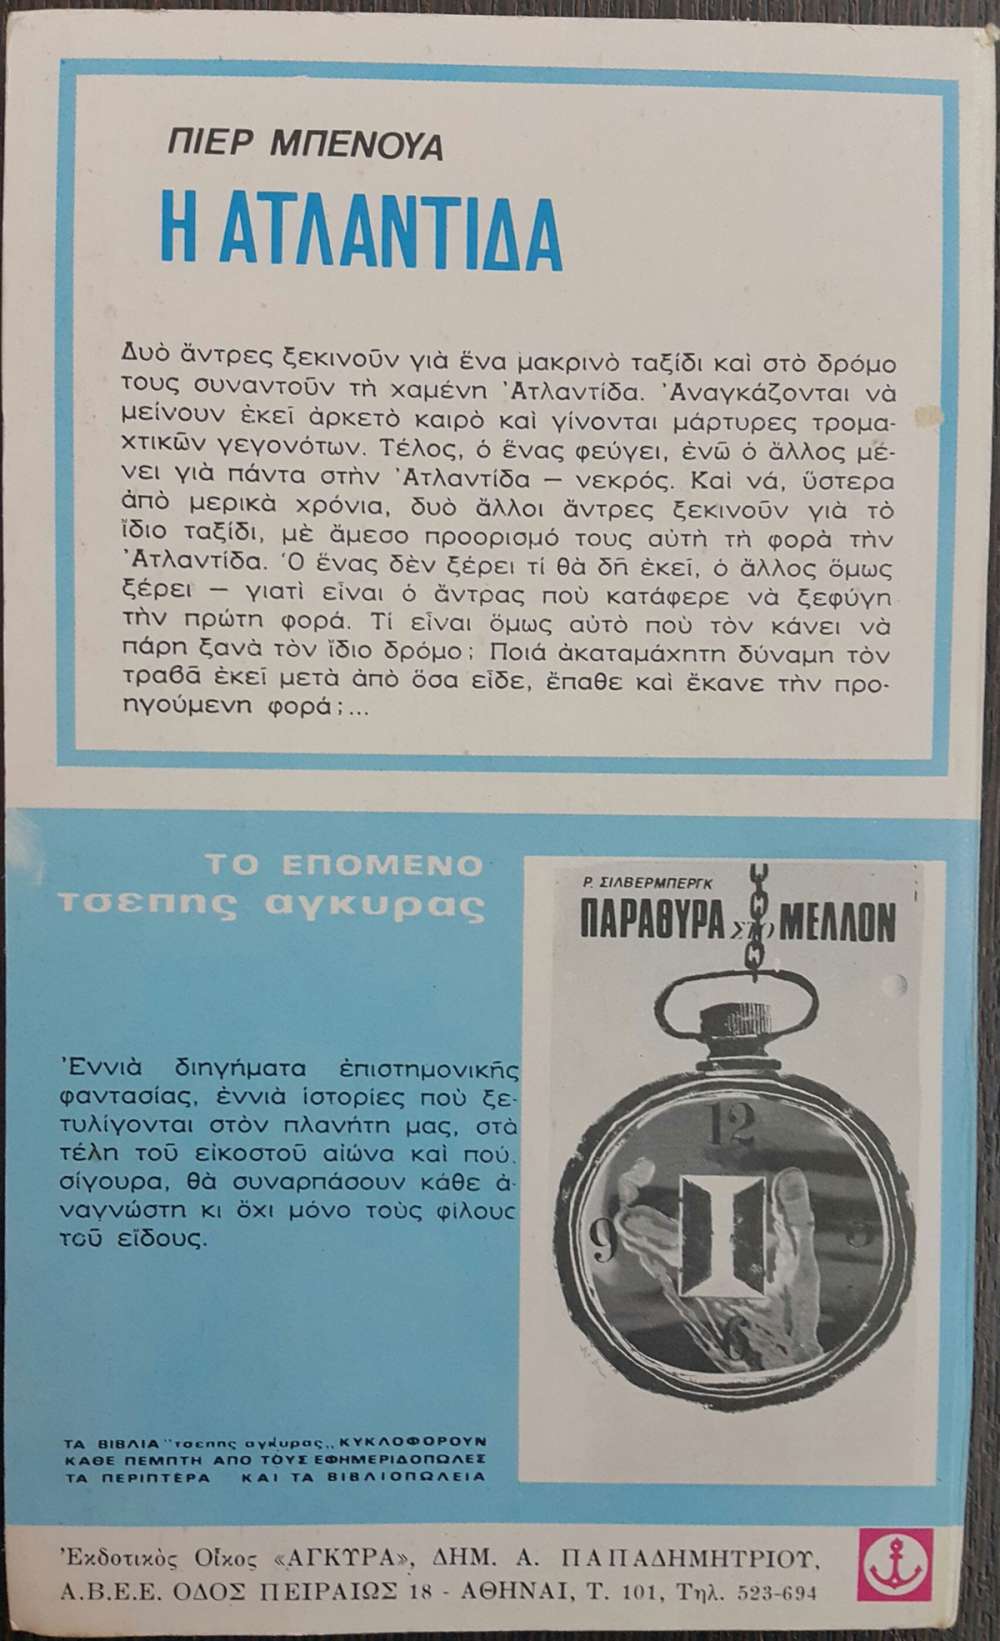 ΠΙΕΡ ΜΠΕΝΟΥΑ
Η ΑΤΛΑΝΤΙΔΑ
Δυὸ ἄντρες ξεκινοῦν γιὰ ἕνα μακρινὸ ταξίδι καὶ στὸ δρόμο
τους συναντοῦν τὴ χαμένη Ἀτλαντίδα. Ἀναγκάζονται νὰ
μείνουν ἐκεῖ ἀρκετὸ καιρὸ καὶ γίνονται μάρτυρες τρομα-
χτικῶν γεγονότων. Τέλος, ὁ ἕνας φεύγει, ἐνῶ ὁ ἄλλος μέ-
νει γιὰ πάντα στὴν Ἀτλαντίδα — νεκρός. Καὶ νά, ὕστερα
ἀπὸ μερικὰ χρόνια, δυὸ ἄλλοι ἄντρες ξεκινοῦν γιὰ τὸ
ἴδιο ταξίδι, μὲ ἄμεσο προορισμό τους αὐτὴ τὴ φορὰ τὴν
Ἀτλαντίδα. Ὁ ἕνας δὲν ξέρει τί θὰ δῆ ἐκεῖ, ὁ ἄλλος ὅμως
ξέρει — γιατὶ εἶναι ὁ ἄντρας ποὺ κατάφερε νὰ ξεφύγη
τὴν πρώτη φορά. Τί εἶναι ὅμως αὐτὸ ποὺ τὸν κάνει νὰ
πάρη ξανὰ τὸν ἴδιο δρόμο; Ποιά ἀκαταμάχητη δύναμη τὸν
τραβᾶ ἐκεῖ μετὰ ἀπὸ ὅσα εἶδε, ἔπαθε καὶ ἔκανε τὴν προ-
ηγούμενη φορά;...
ΤΟ ΕΠΟΜΕΝΟ
τσεπης αγκυρας
Ρ. ΣΙΛΒΕΡΜΠΕΡΓΚ
ΠΑΡΑΘΥΡΑ ΣΤΟ ΜΕΛΛΟΝ
12
9
3
6
Ἐννιὰ διηγήματα ἐπιστημονικῆς
φαντασίας, ἐννιὰ ἱστορίες ποὺ ξε-
τυλίγονται στὸν πλανήτη μας, στὰ
τέλη τοῦ εἰκοστοῦ αἰώνα καὶ πού,
σίγουρα, θὰ συναρπάσουν κάθε ἀ-
ναγνώστη κι ὄχι μόνο τοὺς φίλους
τοῦ εἴδους.
ΤΑ ΒΙΒΛΙΑ "τσεπης αγκυρας,, ΚΥΚΛΟΦΟΡΟΥΝ
ΚΑΘΕ ΠΕΜΠΤΗ ΑΠΟ ΤΟΥΣ ΕΦΗΜΕΡΙΔΟΠΩΛΕΣ
ΤΑ ΠΕΡΙΠΤΕΡΑ ΚΑΙ ΤΑ ΒΙΒΛΙΟΠΩΛΕΙΑ
Ἐκδοτικὸς Οἶκος «ΑΓΚΥΡΑ», ΔΗΜ. Α. ΠΑΠΑΔΗΜΗΤΡΙΟΥ,
Α.Β.Ε.Ε. ΟΔΟΣ ΠΕΙΡΑΙΩΣ 18 - ΑΘΗΝΑΙ, Τ. 101, Τηλ. 523-694